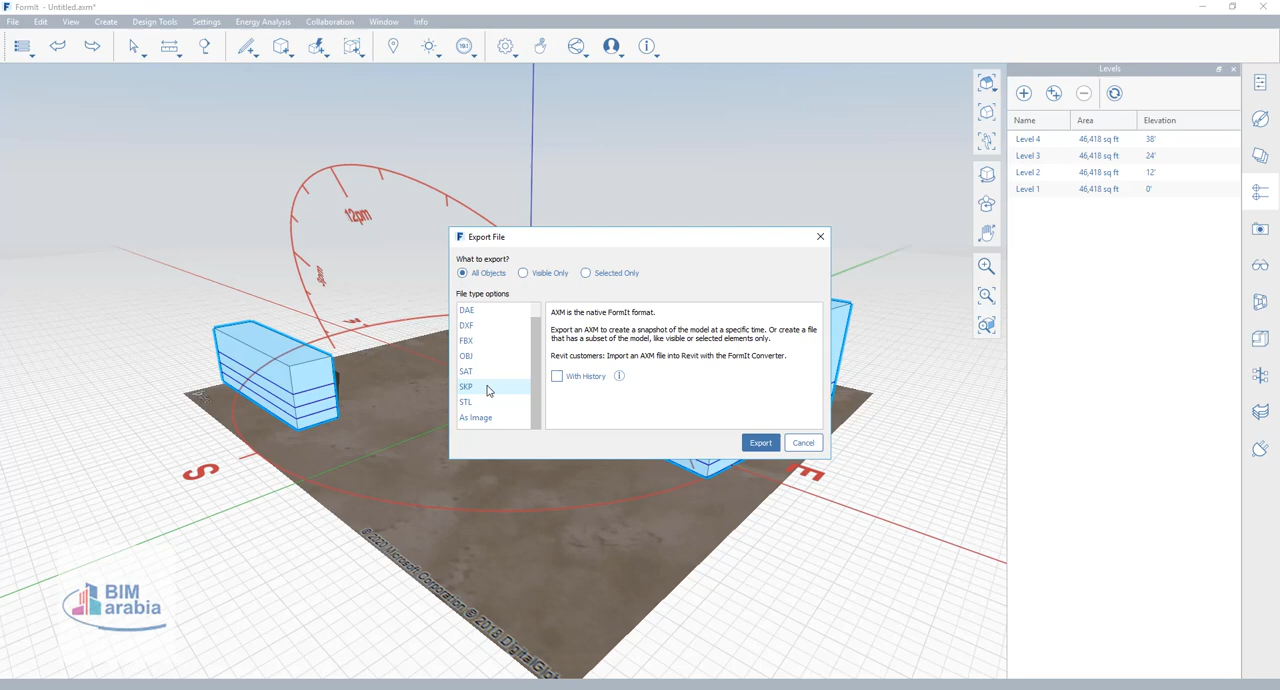 FormIt - Untitled.axm*
File Edit View Create Design Tools Settings Energy Analysis Collaboration Window Info
Levels
Name Area Elevation
Level 4 46,418 sq ft 38'
Level 3 46,418 sq ft 24'
Level 2 46,418 sq ft 12'
Level 1 46,418 sq ft 0'
12pm
Export File
What to export?
All Objects Visible Only Selected Only
File type options
DAE
DXF
FBX
OBJ
SAT
SKP
STL
As Image
AXM is the native FormIt format.
Export an AXM to create a snapshot of the model at a specific time. Or create a file
that has a subset of the model, like visible or selected elements only.
Revit customers: Import an AXM file into Revit with the FormIt Converter.
With History
Export Cancel
S
E
© 2020 Microsoft Corporation © 2018 DigitalGlo
BIM
arabia